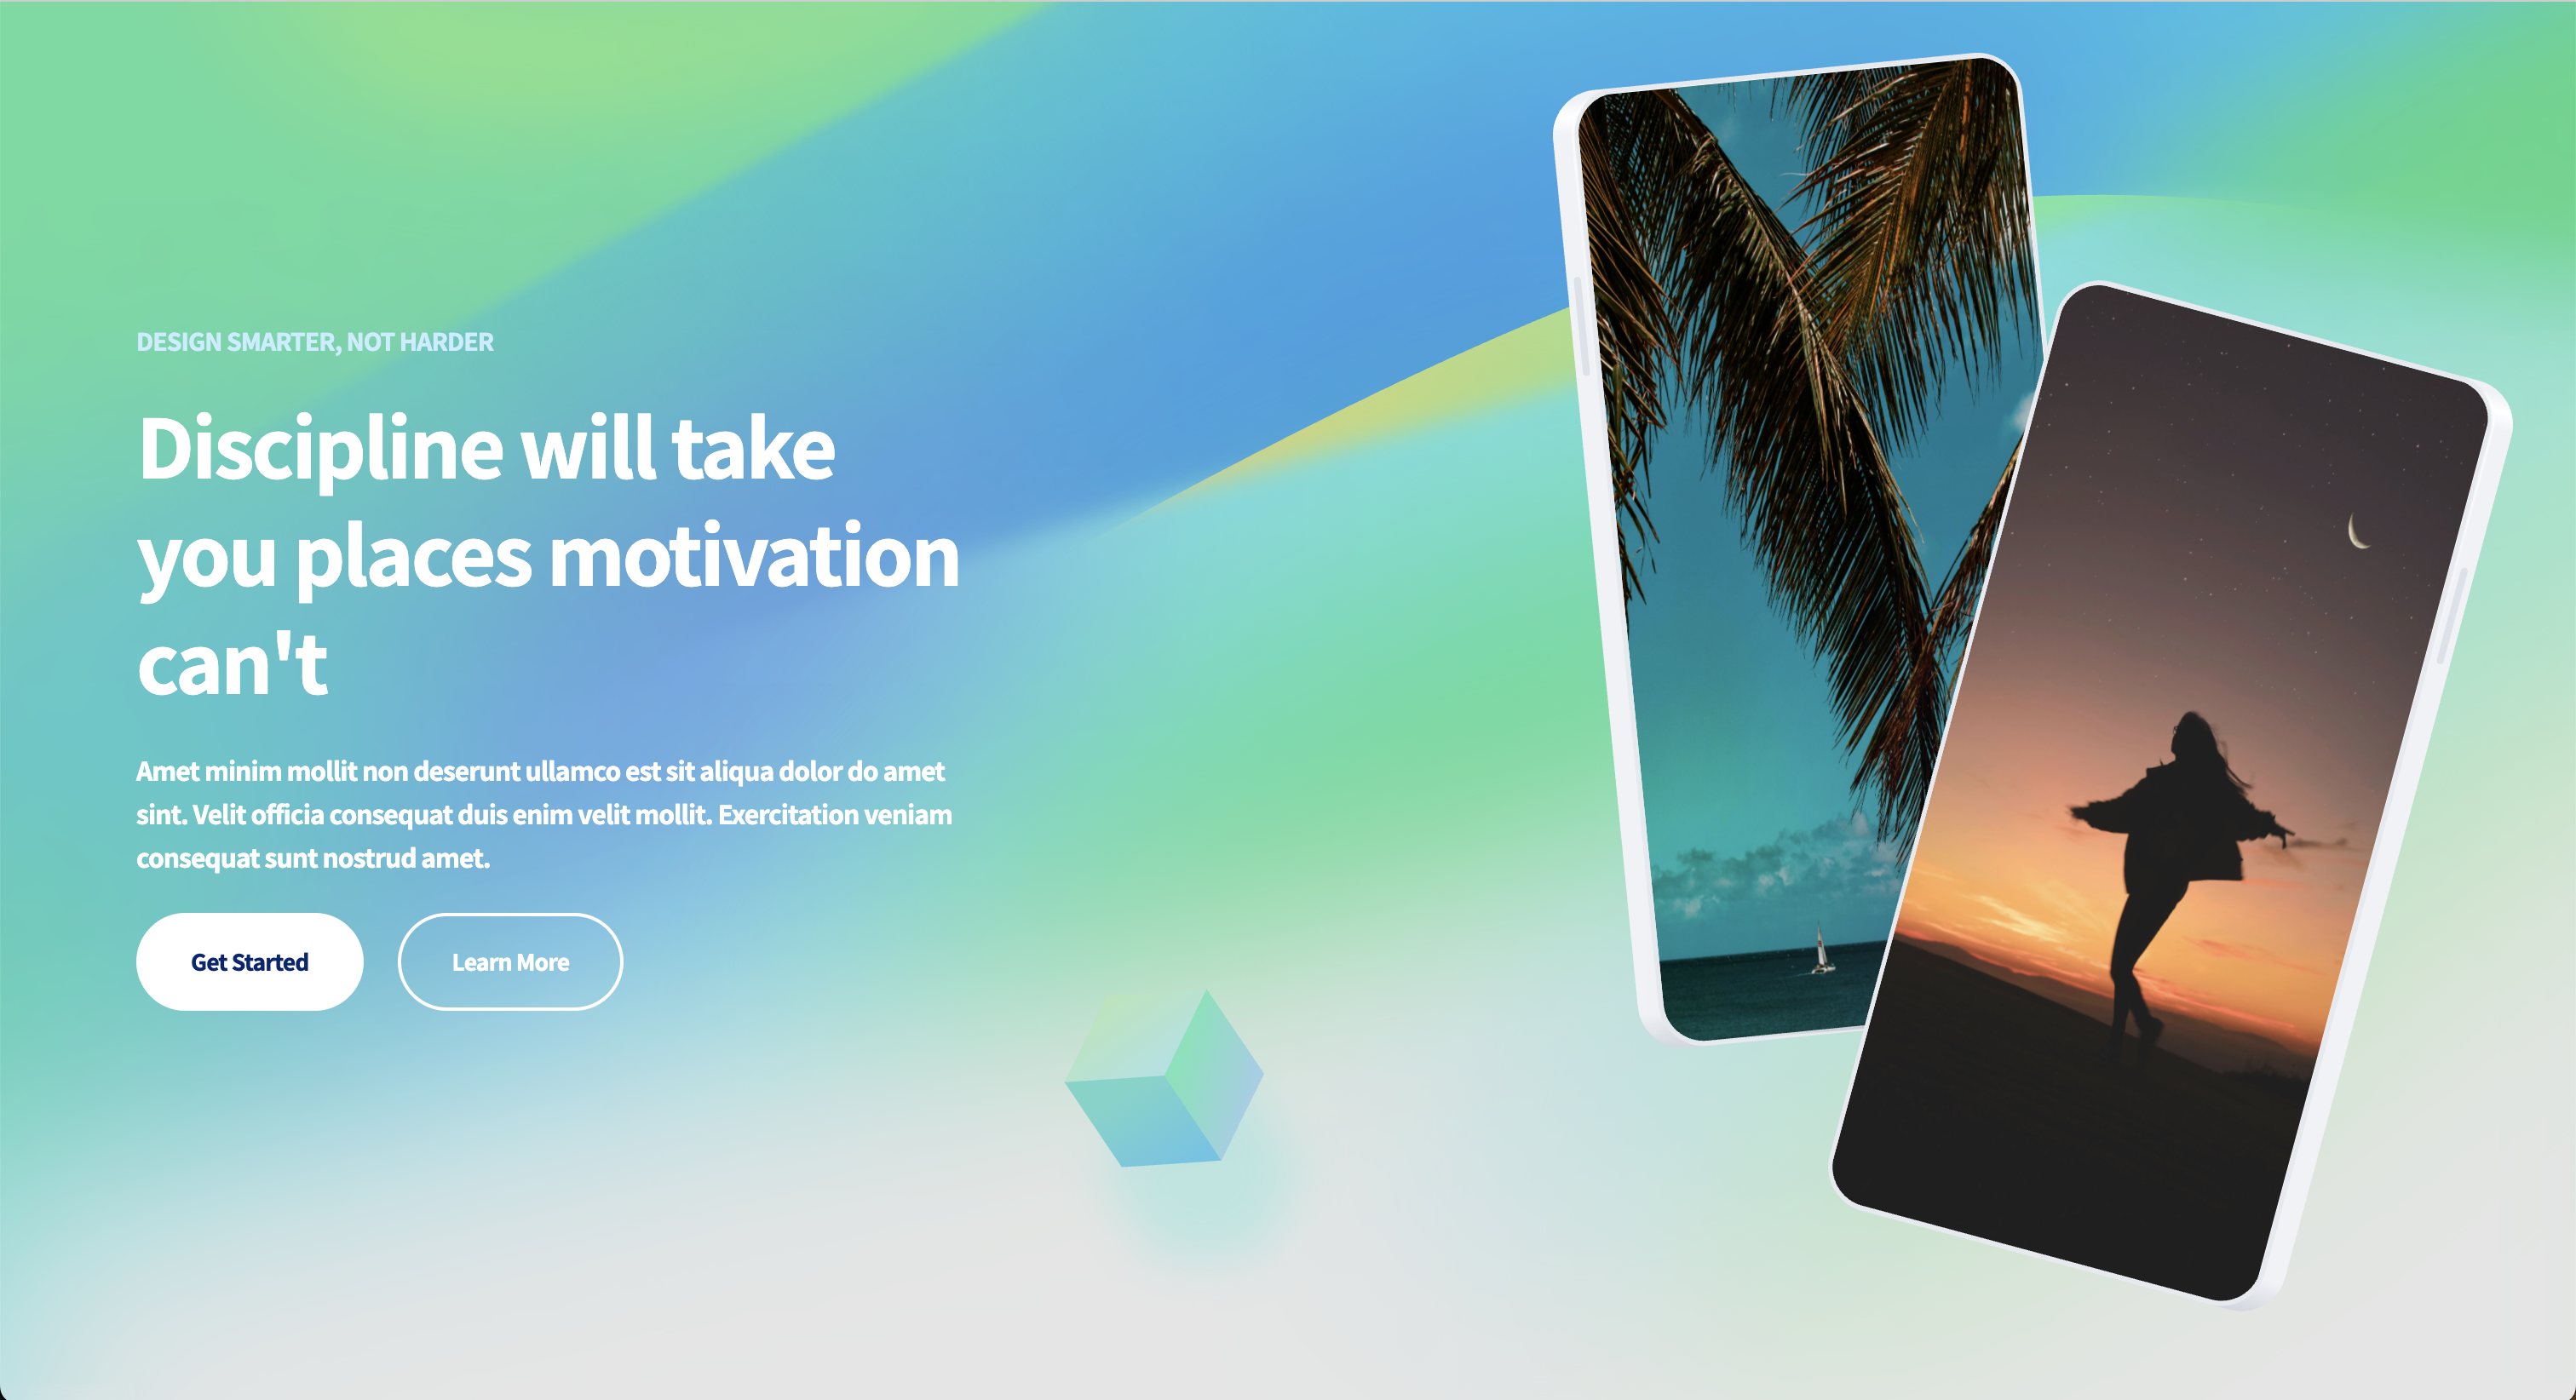 DESIGN SMARTER, NOT HARDER
Discipline will take
you places motivation
can't
Amet minim mollit non deserunt ullamco est sit aliqua dolor do amet
sint. Velit officia consequat duis enim velit mollit. Exercitation veniam
consequat sunt nostrud amet.
Get Started
Learn More